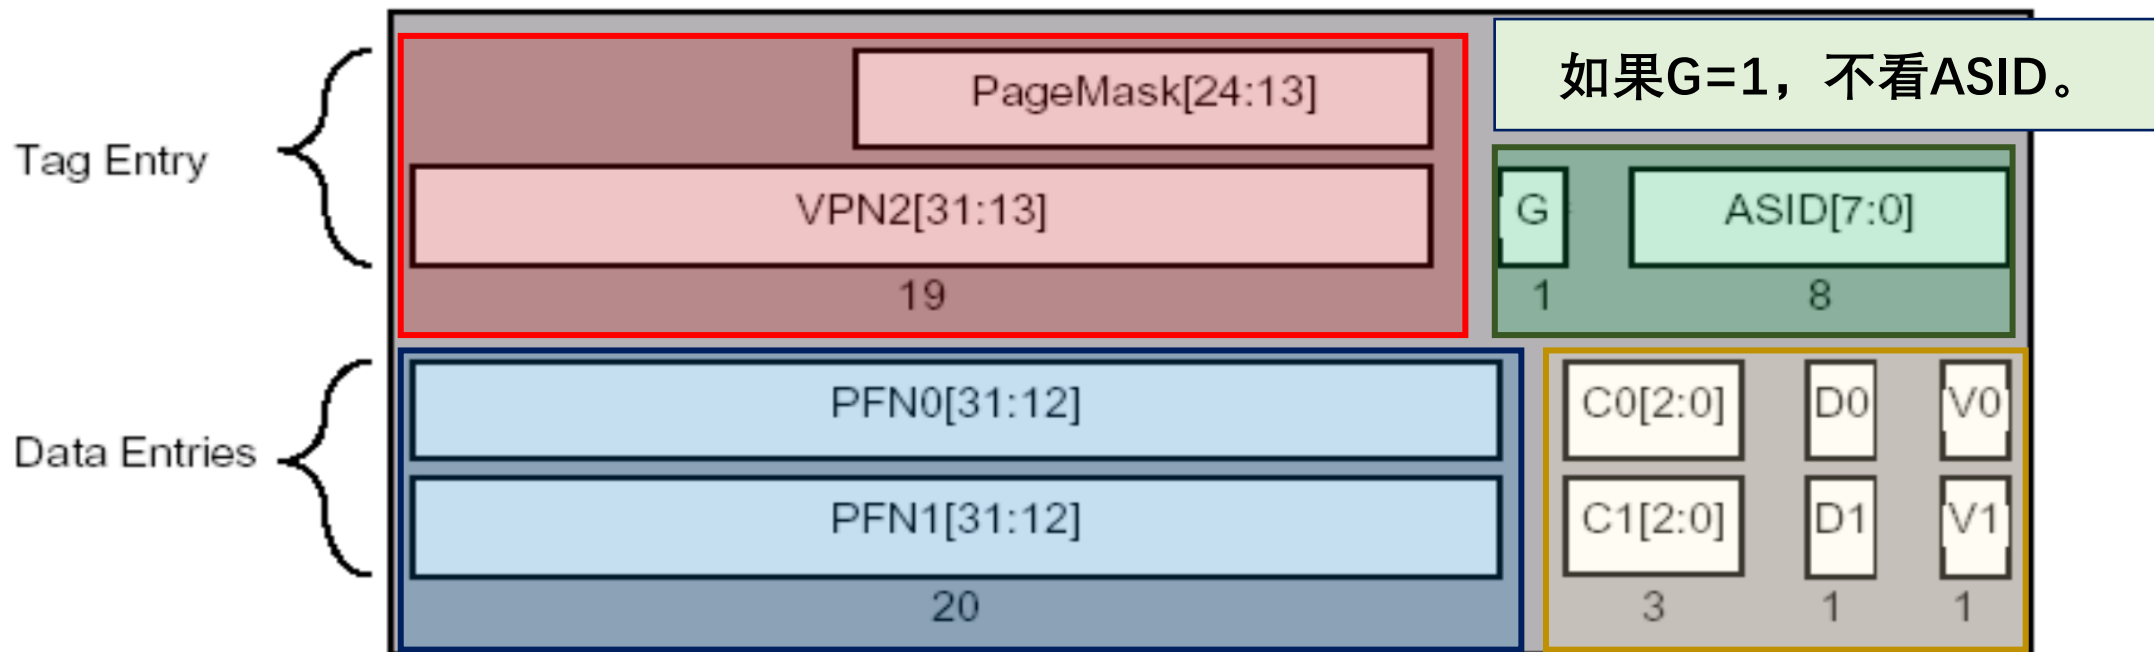 如果G=1，不看ASID。
PageMask[24:13]
Tag Entry
VPN2[31:13]
G
ASID[7:0]
19
1
8
Data Entries
PFN0[31:12]
C0[2:0]
D0
V0
PFN1[31:12]
C1[2:0]
D1
V1
20
3
1
1